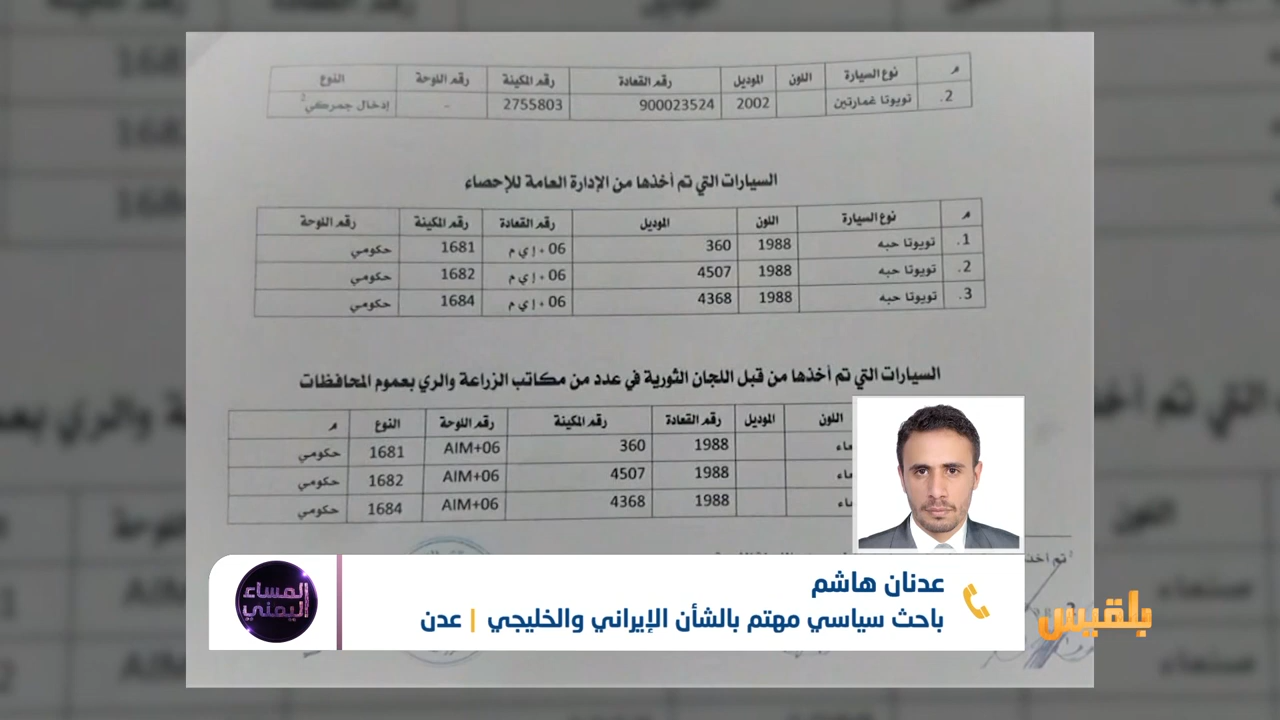 م نوع السيارة اللون الموديل رقم القعادة رقم المكينة رقم اللوحة النوع
2. تويوتا غمارتين 2002 900023524 2755803 - إدخال جمركي2
السيارات التي تم أخذها من الإدارة العامة للإحصاء
م نوع السيارة اللون الموديل رقم القعادة رقم المكينة رقم اللوحة
1. تويوتا حبه 1988 360 06+إي م 1681 حكومي
2. تويوتا حبه 1988 4507 06+إي م 1682 حكومي
3. تويوتا حبه 1988 4368 06+إي م 1684 حكومي
السيارات التي تم أخذها من قبل اللجان الثورية في عدد من مكاتب الزراعة والري بعموم المحافظات
اللون الموديل رقم القعادة رقم المكينة رقم اللوحة النوع م
1988 360 AIM+06 1681 حكومي
1988 4507 AIM+06 1682 حكومي
1988 4368 AIM+06 1684 حكومي
عدنان هاشم
باحث سياسي مهتم بالشأن الإيراني والخليجي | عدن
المساء
اليمني
بلقيس